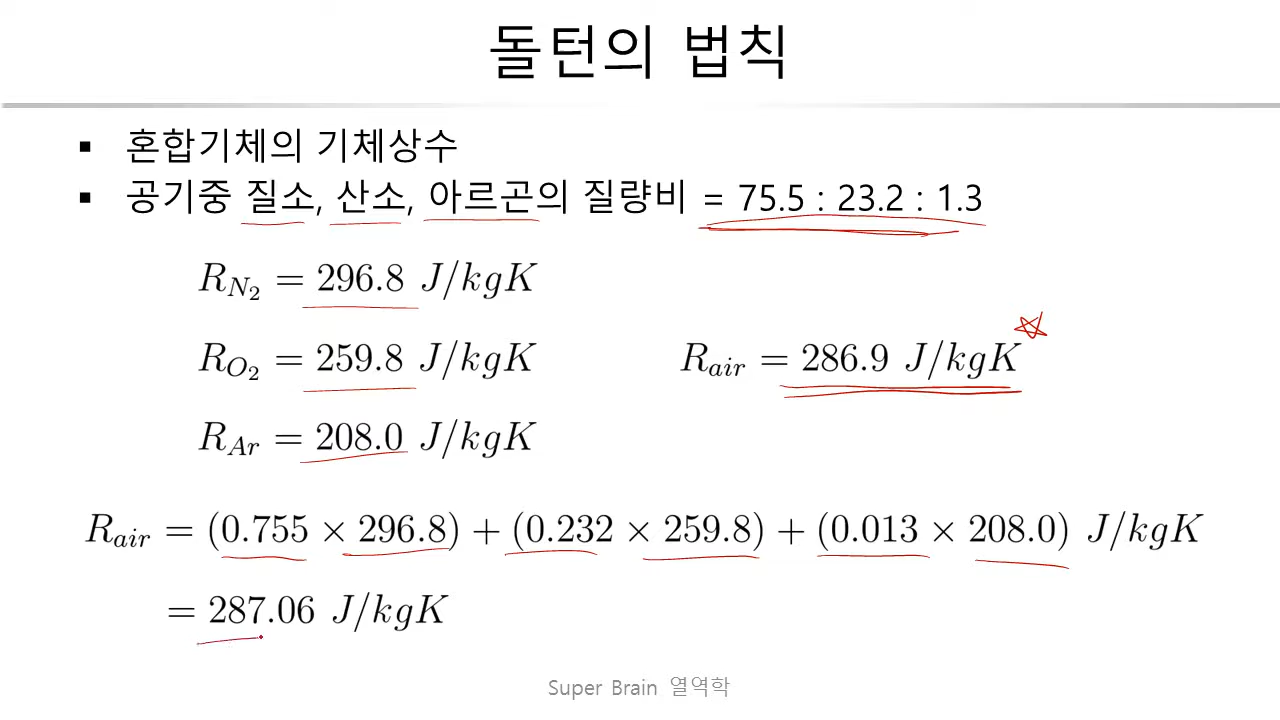 돌턴의 법칙
▪ 혼합기체의 기체상수
▪ 공기중 질소, 산소, 아르곤의 질량비 = 75.5 : 23.2 : 1.3
R_{N_2} = 296.8 J/kgK
R_{O_2} = 259.8 J/kgK
R_{air} = 286.9 J/kgK
R_{Ar} = 208.0 J/kgK
R_{air} = (0.755 × 296.8) + (0.232 × 259.8) + (0.013 × 208.0) J/kgK
= 287.06 J/kgK
Super Brain 열역학